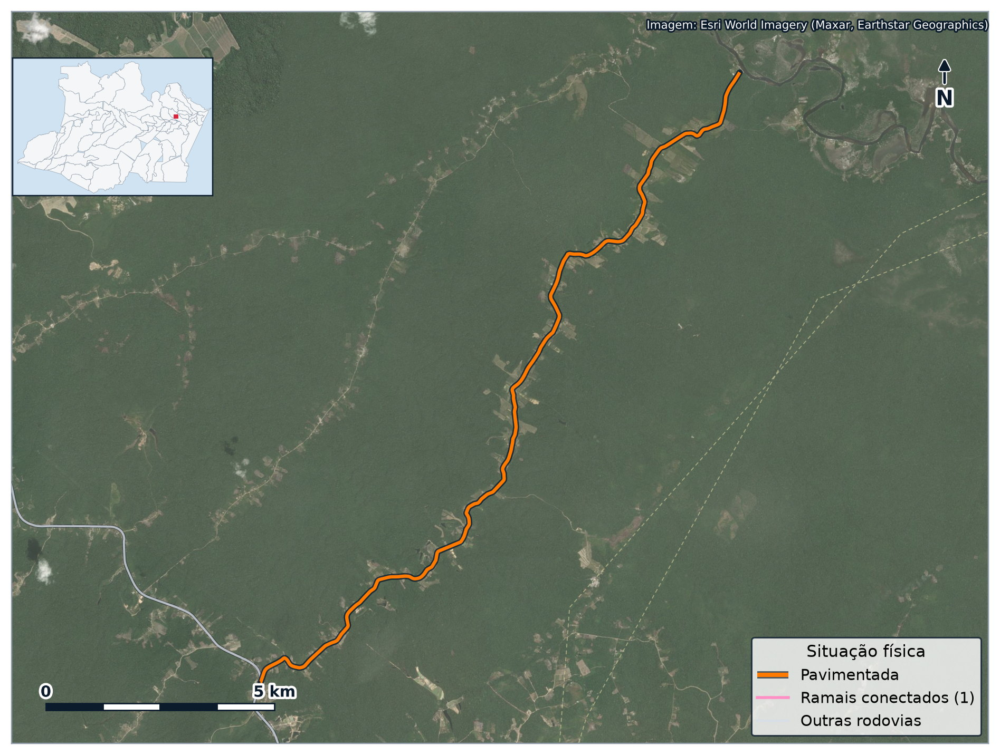 Imagem: Esri World Imagery (Maxar, Earthstar Geographics)
N
0
5 km
Situação física
Pavimentada
Ramais conectados (1)
Outras rodovias